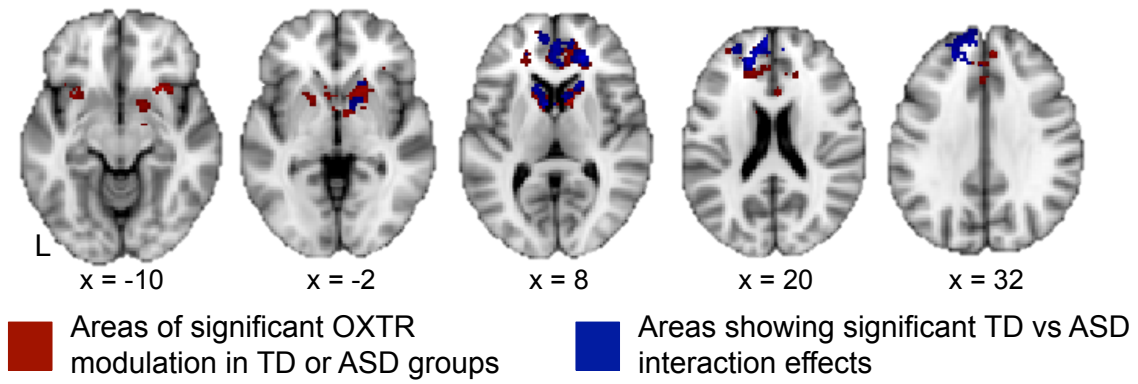 L
x = -10
x = -2
x = 8
x = 20
x = 32
Areas of significant OXTR
modulation in TD or ASD groups
Areas showing significant TD vs ASD
interaction effects